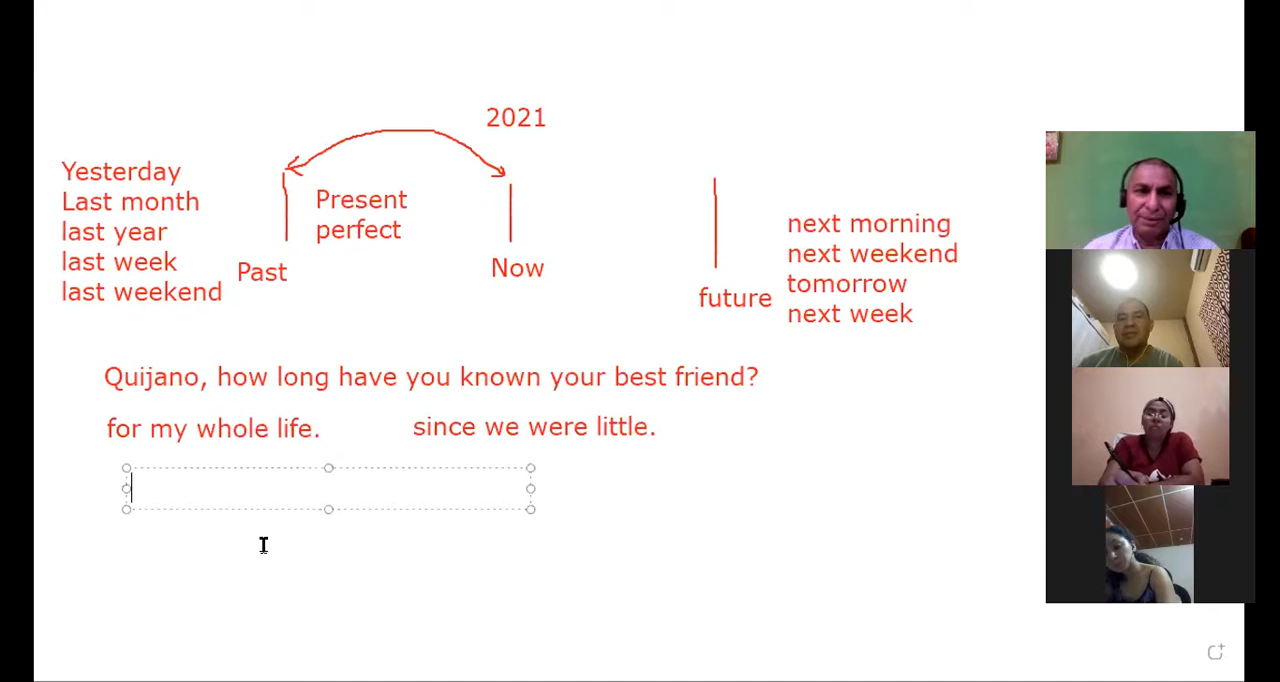 2021
Yesterday
Last month
last year
last week
last weekend
Present
perfect
Past
Now
future
next morning
next weekend
tomorrow
next week
Quijano, how long have you known your best friend?
for my whole life.
since we were little.